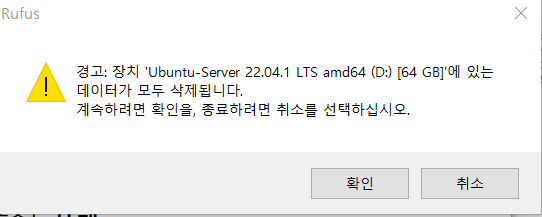 Rufus
경고: 장치 'Ubuntu-Server 22.04.1 LTS amd64 (D:) [64 GB]'에 있는
데이터가 모두 삭제됩니다.
계속하려면 확인을, 종료하려면 취소를 선택하십시오.
확인
취소